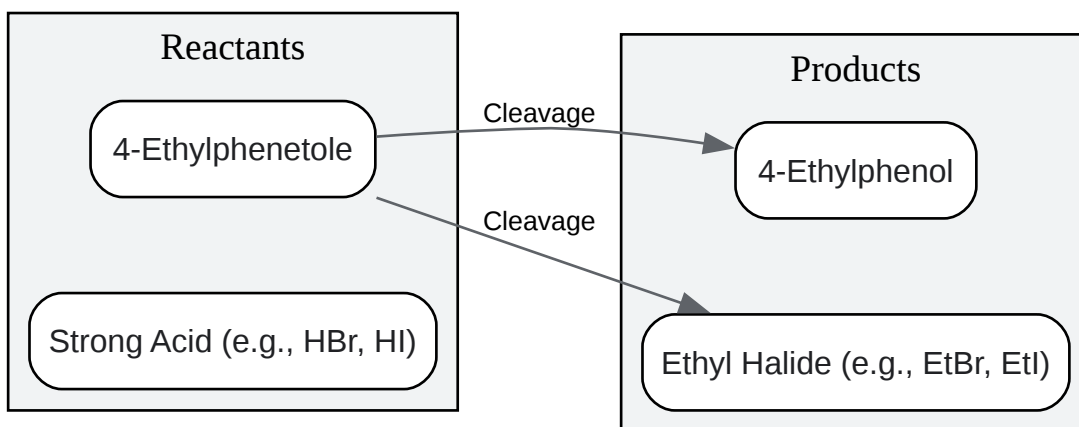 Reactants
4-Ethylphenetole
Strong Acid (e.g., HBr, HI)
Cleavage
Cleavage
Products
4-Ethylphenol
Ethyl Halide (e.g., EtBr, EtI)